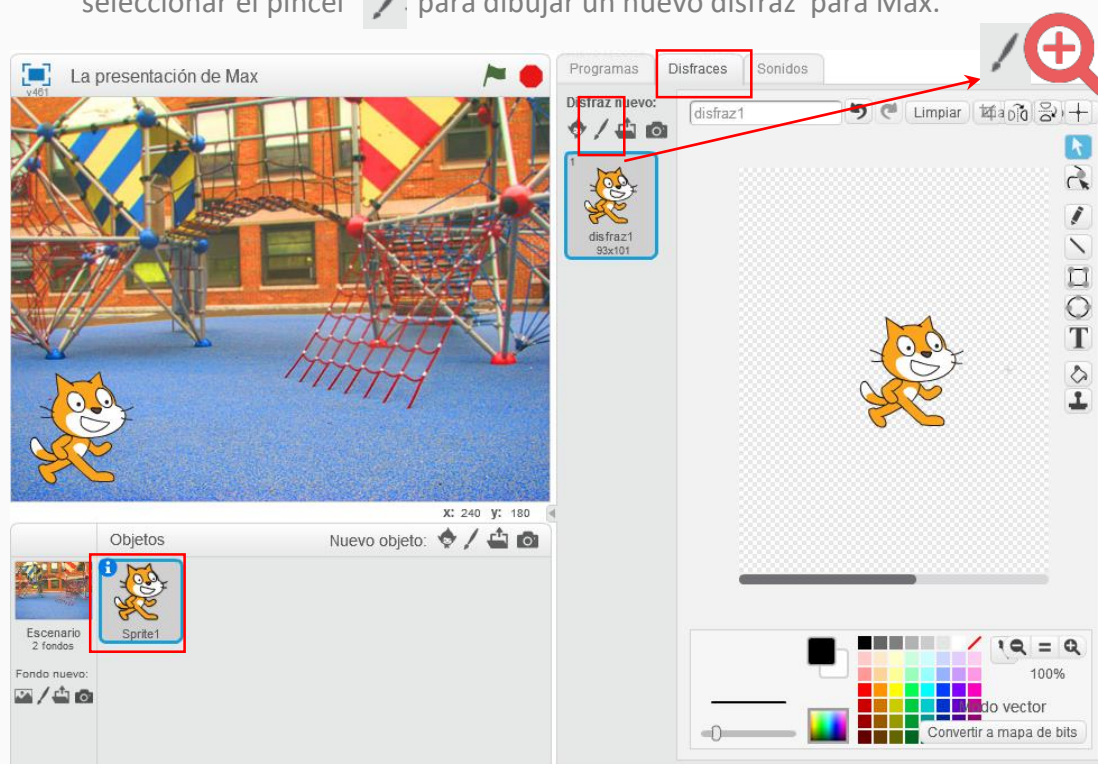 seleccionar el pincel para dibujar un nuevo disfraz para Max.
La presentación de Max
v461
Programas
Disfraces
Sonidos
Disfraz nuevo:
disfraz1
Limpiar
1
disfraz1
93x101
T
X: 240 y: 180
Objetos
Nuevo objeto:
Sprite1
Escenario
2 fondos
Fondo nuevo:
100%
Convertir a mapa de bits